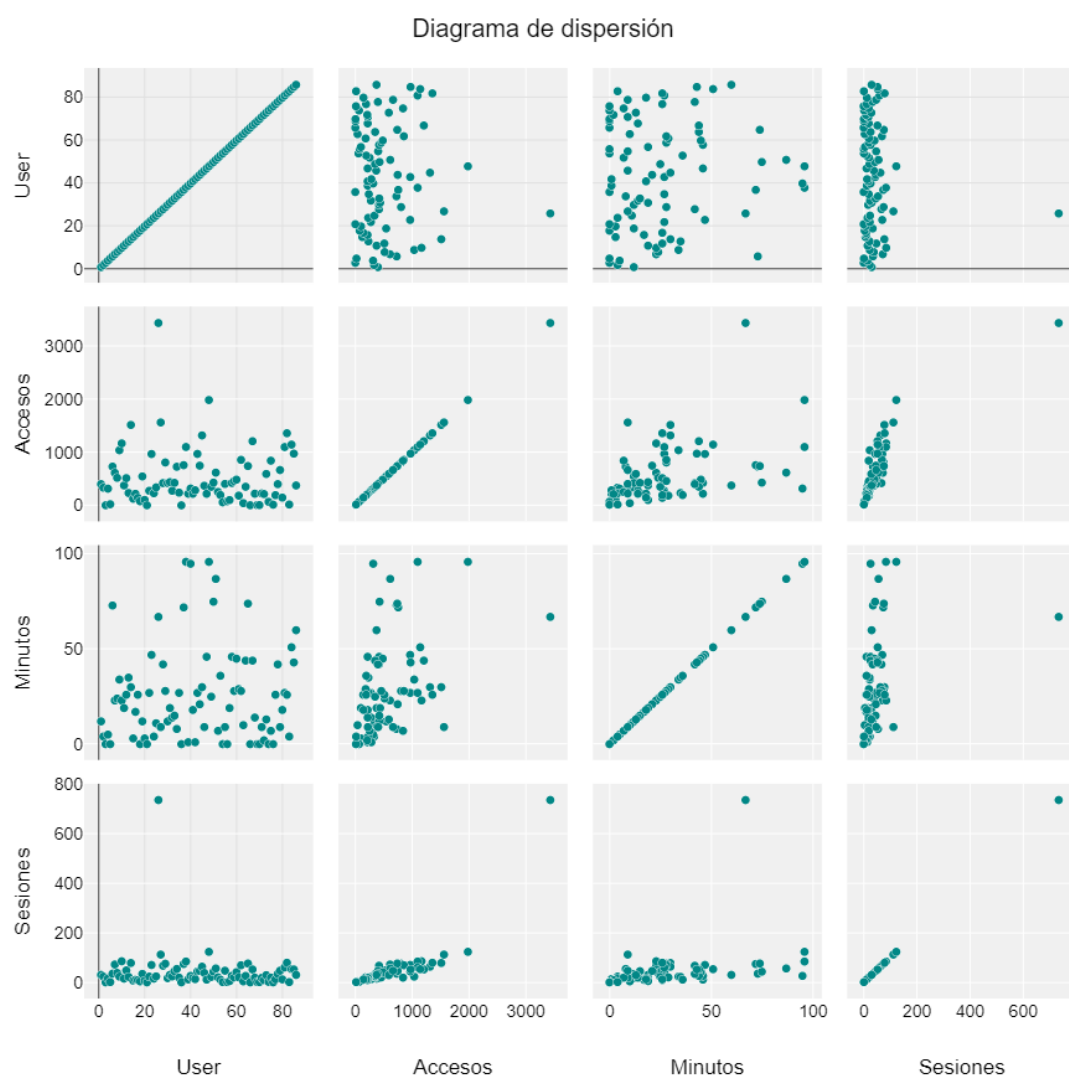 Diagrama de dispersión
User
80
60
40
20
0
Accesos
3000
2000
1000
0
Minutos
100
50
0
Sesiones
800
600
400
200
0
0 20 40 60 80 0 1000 2000 3000 0 50 100 0 200 400 600
User Accesos Minutos Sesiones